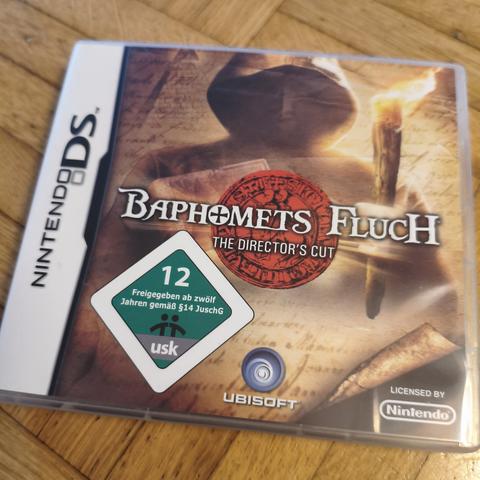 NINTENDO DS™
BAPHOMETS FLUCH
THE DIRECTOR'S CUT
12
Freigegeben ab zwölf
Jahren gemäß §14 JuschG
usk
UBISOFT
LICENSED BY
Nintendo